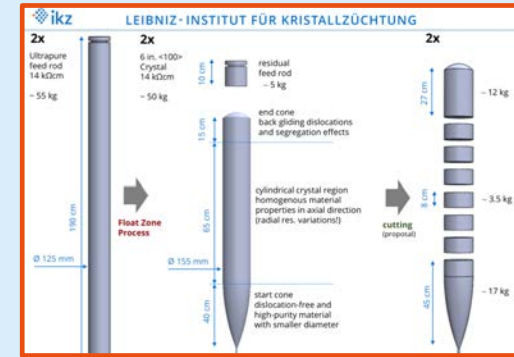 ikz
LEIBNIZ-INSTITUT FÜR KRISTALLZÜCHTUNG
2x
Ultrapure
feed rod
14 kΩcm
~ 55 kg
190 cm
Ø 125 mm
Float Zone
Process
2x
6 in. <100>
Crystal
14 kΩcm
~ 50 kg
10 cm
residual
feed rod
~ 5 kg
15 cm
end cone
back gliding dislocations
and segregation effects
65 cm
cylindrical crystal region
homogenous material
properties in axial direction
(radial res. variations!)
Ø 155 mm
40 cm
start cone
dislocation-free and
high-purity material
with smaller diameter
cutting
(proposal)
2x
27 cm
~ 12 kg
8 cm
~ 3.5 kg
45 cm
~ 17 kg